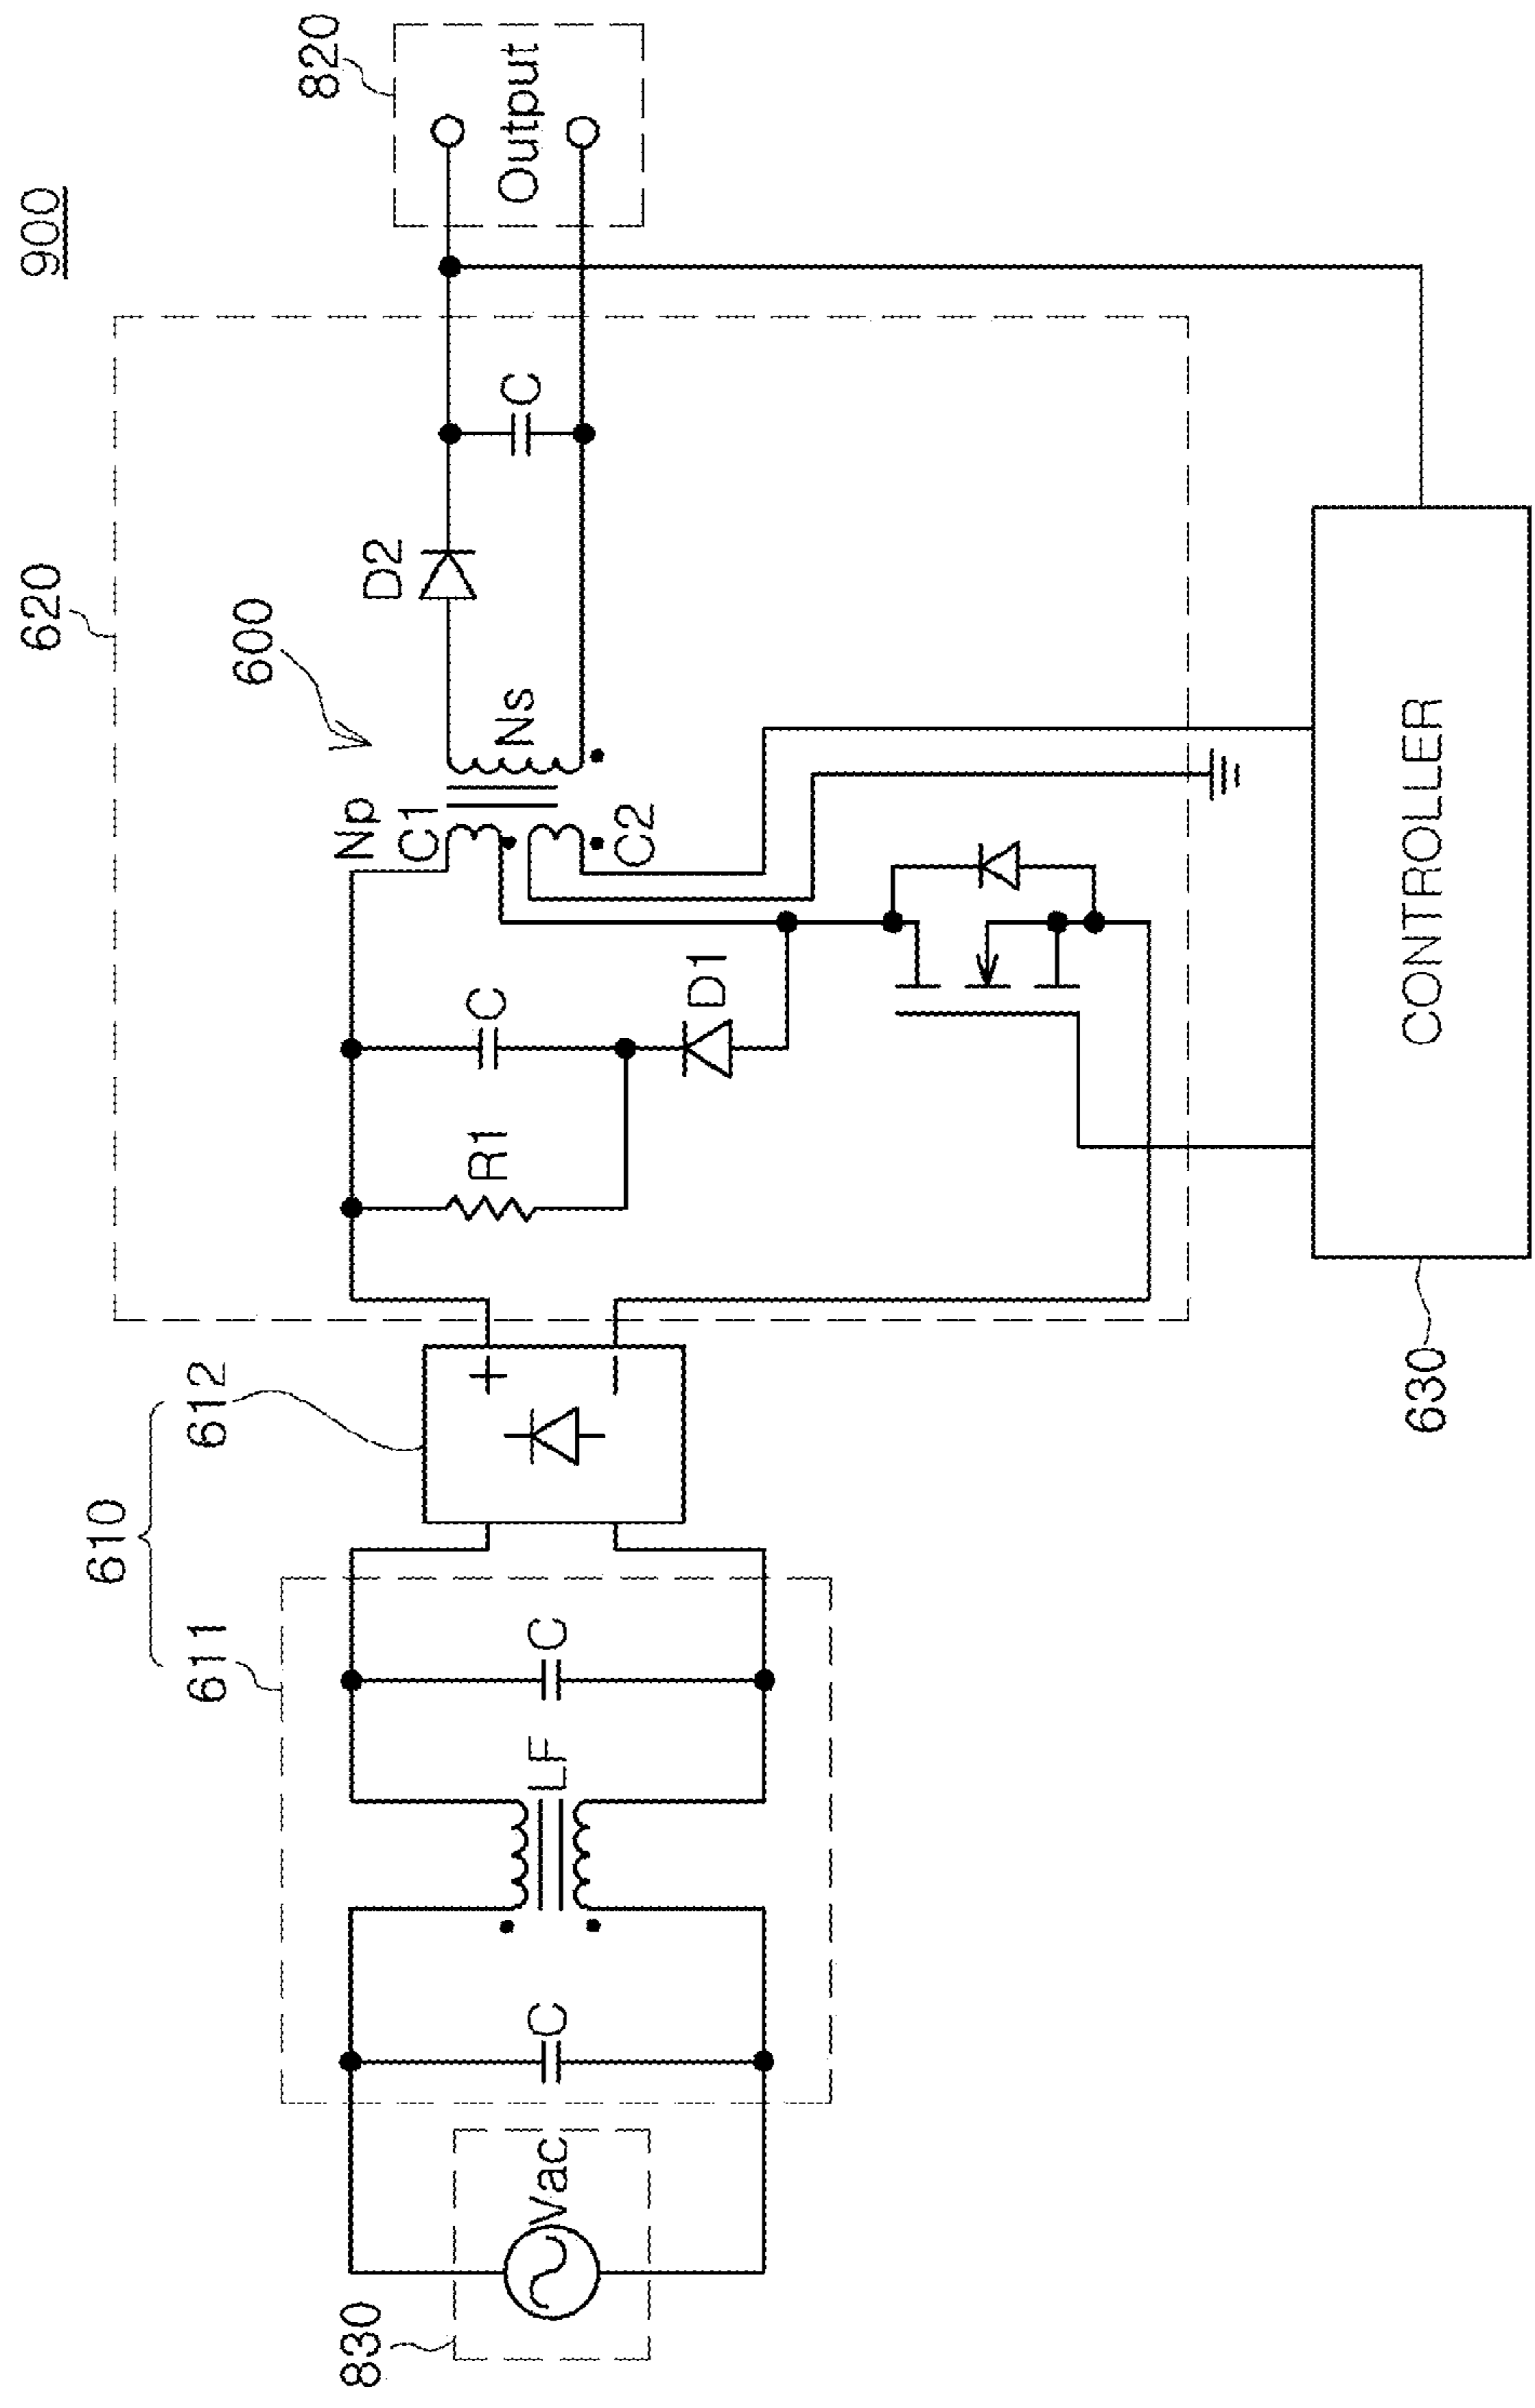 900
620
610
611
612
600
820
830
Vac
C
LF
C
+
−
R1
C
D1
Np
C1
C2
Ns
D2
C
Output
CONTROLLER
630